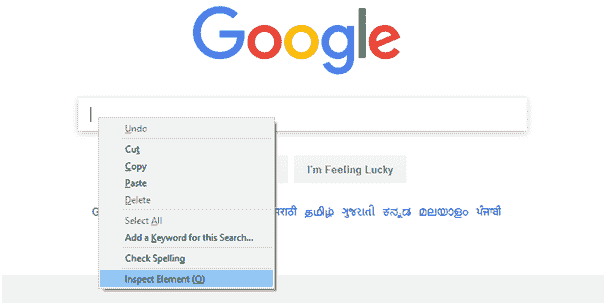 Google
Undo
Cut
Copy
Paste
Delete
Select All
Add a Keyword for this Search...
Check Spelling
Inspect Element (Q)
I'm Feeling Lucky
मराठी தமிழ் ગુજરાતી ಕನ್ನಡ മലയാളം ਪੰਜਾਬੀ